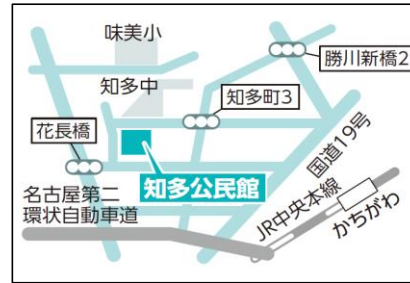 味美小
勝川新橋2
知多中
知多町3
花長橋
国道19号
知多公民館
名古屋第二
環状自動車道
JR中央本線
かちがわ